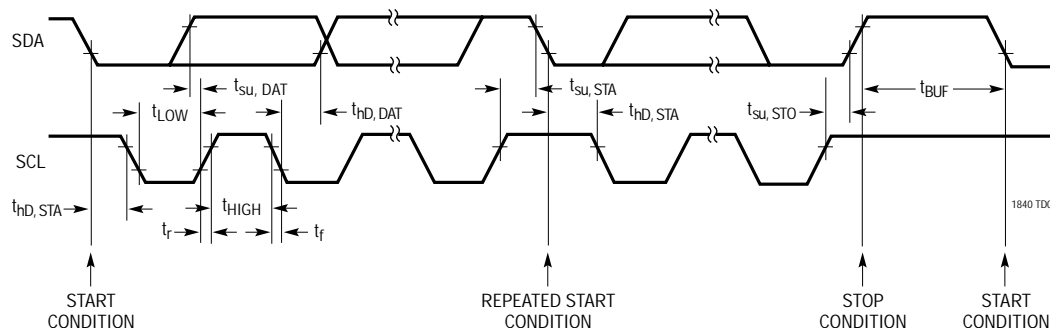 SDA
tsu, DAT
tLOW
thD, DAT
tsu, STA
thD, STA
tsu, STO
tBUF
SCL
thD, STA
tHIGH
tr
tf
1840 TD
START
CONDITION
REPEATED START
CONDITION
STOP
CONDITION
START
CONDITION